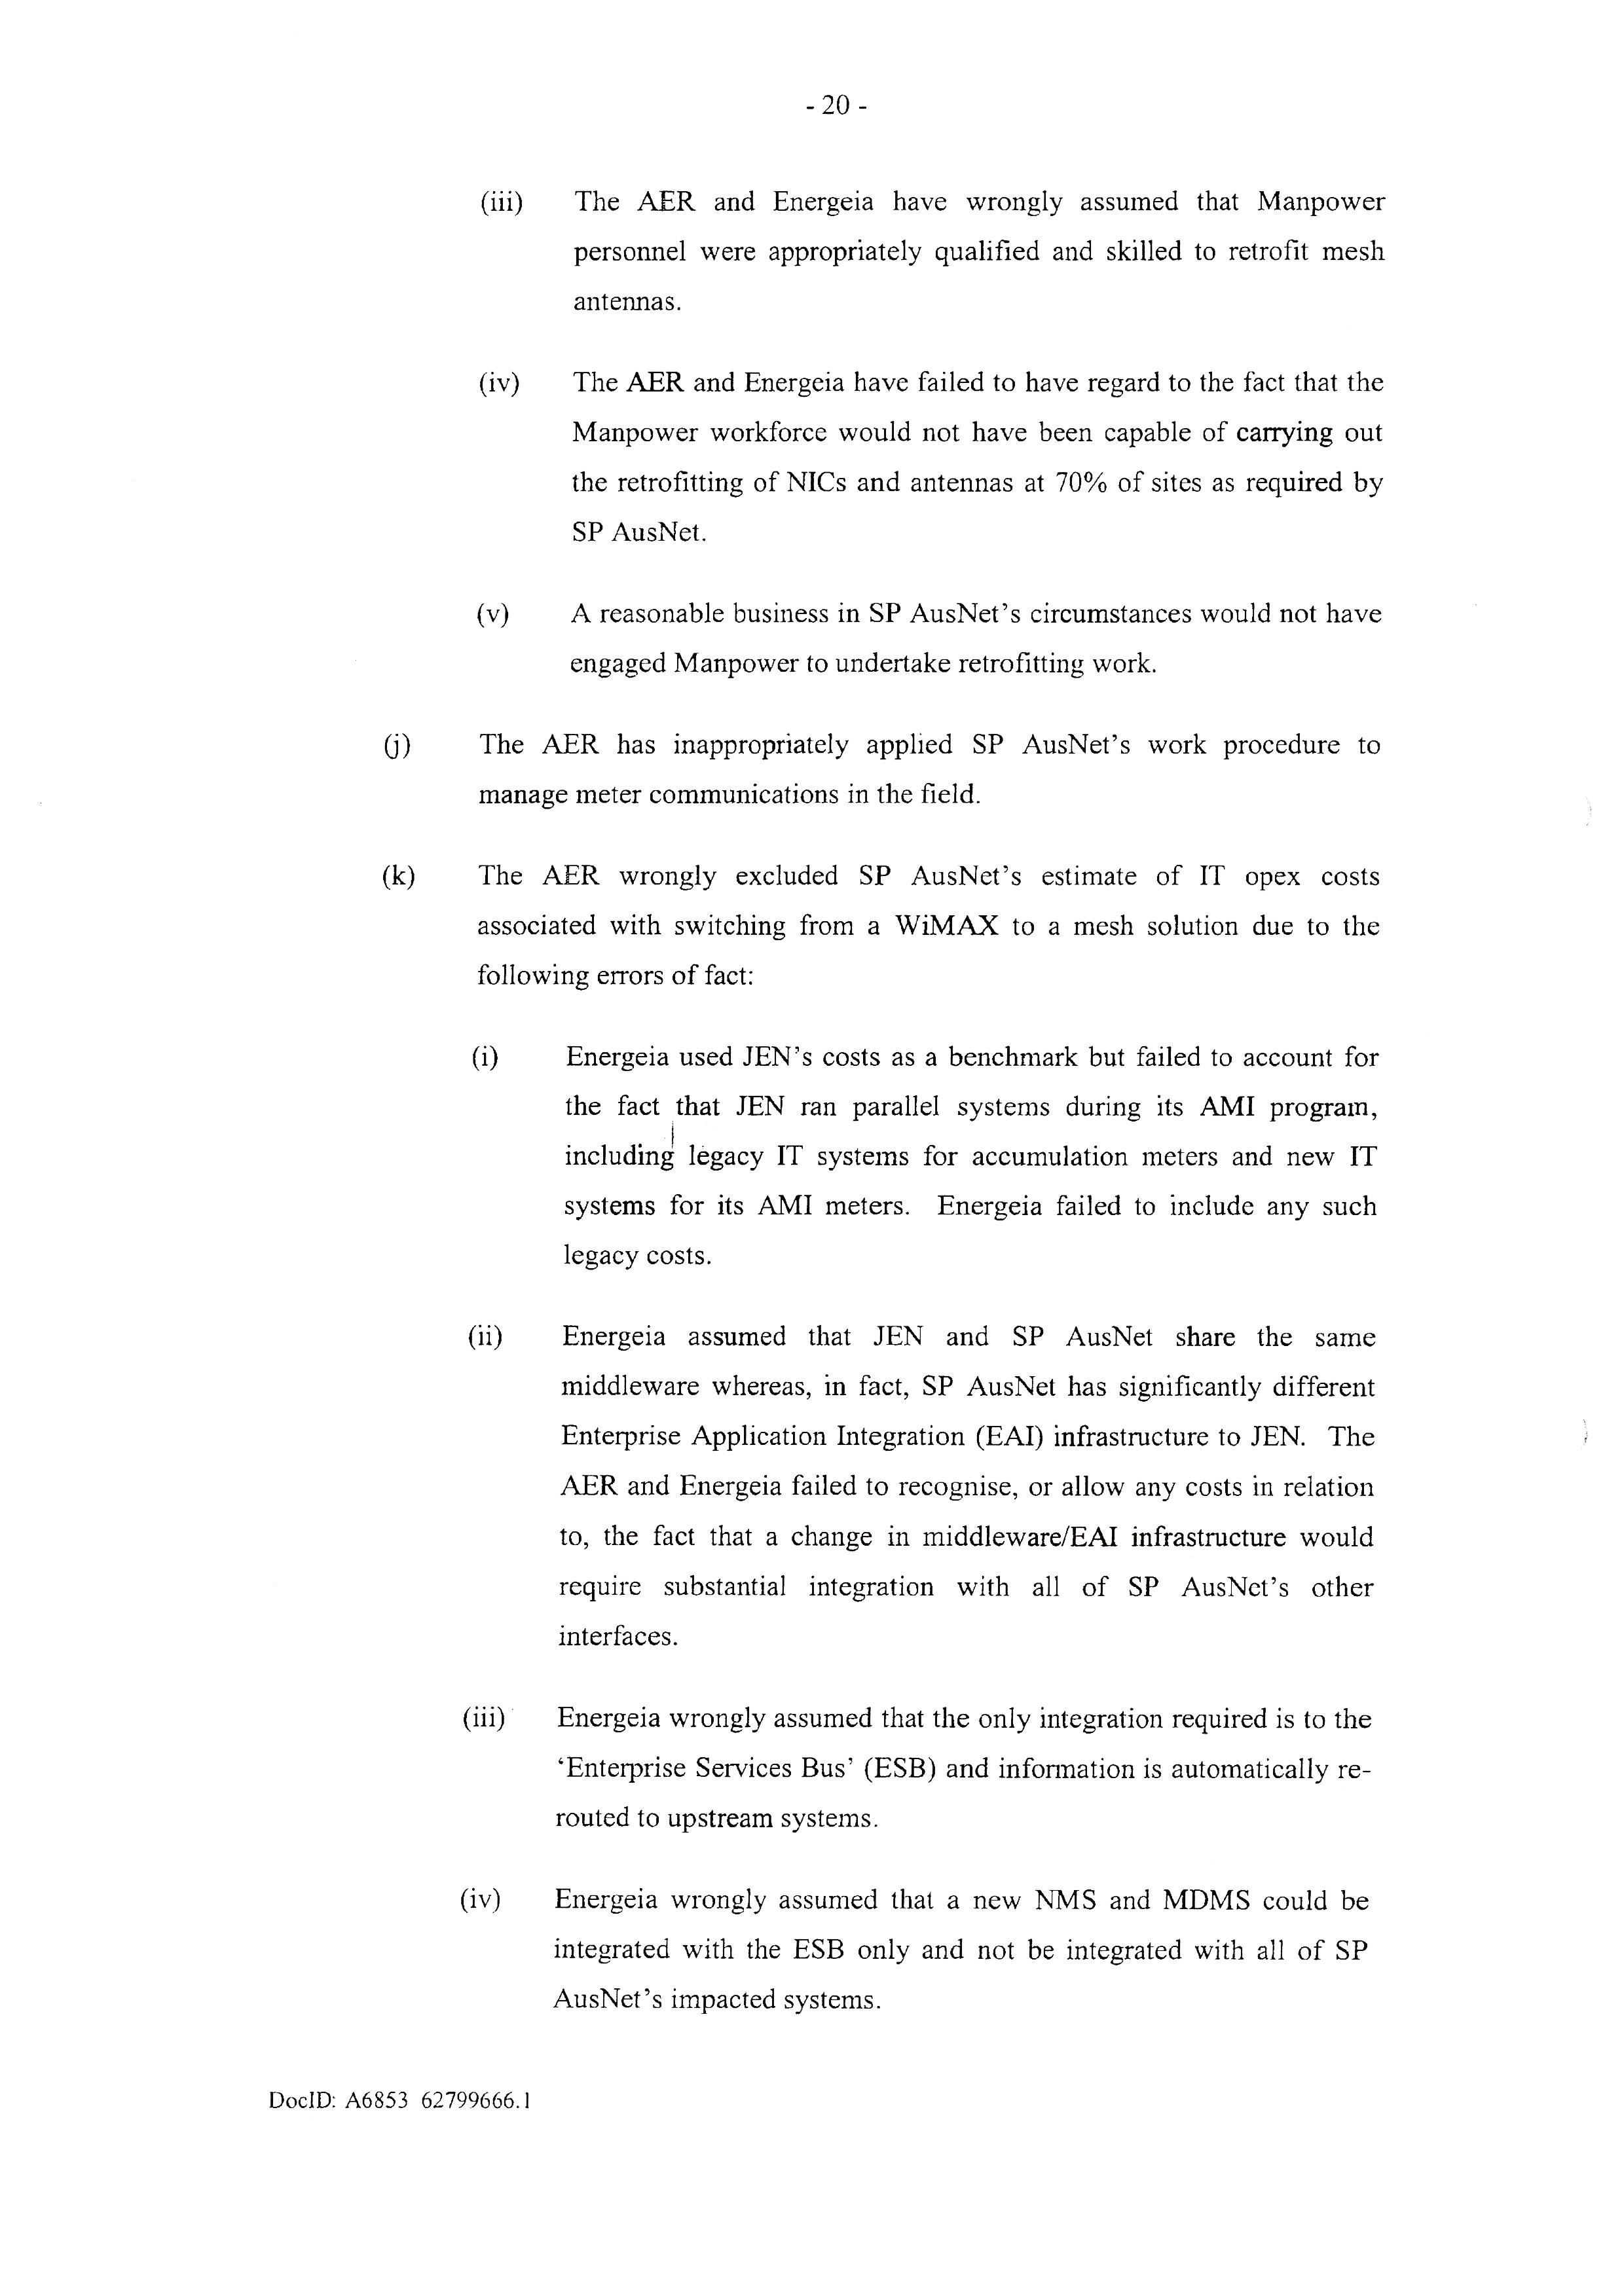 - 20 -
(iii) The AER and Energeia have wrongly assumed that Manpower
personnel were appropriately qualified and skilled to retrofit mesh
antennas.
(iv) The AER and Energeia have failed to have regard to the fact that the
Manpower workforce would not have been capable of carrying out
the retrofitting of NICs and antennas at 70% of sites as required by
SP AusNet.
(v) A reasonable business in SP AusNet's circumstances would not have
engaged Manpower to undertake retrofitting work.
(j) The AER has inappropriately applied SP AusNet's work procedure to
manage meter communications in the field.
(k) The AER wrongly excluded SP AusNet's estimate of IT opex costs
associated with switching from a WiMAX to a mesh solution due to the
following errors of fact:
(i) Energeia used JEN's costs as a benchmark but failed to account for
the fact that JEN ran parallel systems during its AMI program,
including legacy IT systems for accumulation meters and new IT
systems for its AMI meters. Energeia failed to include any such
legacy costs.
(ii) Energeia assumed that JEN and SP AusNet share the same
middleware whereas, in fact, SP AusNet has significantly different
Enterprise Application Integration (EAI) infrastructure to JEN. The
AER and Energeia failed to recognise, or allow any costs in relation
to, the fact that a change in middleware/EAI infrastructure would
require substantial integration with all of SP AusNet's other
interfaces.
(iii) Energeia wrongly assumed that the only integration required is to the
‘Enterprise Services Bus’ (ESB) and information is automatically re-
routed to upstream systems.
(iv) Energeia wrongly assumed that a new NMS and MDMS could be
integrated with the ESB only and not be integrated with all of SP
AusNet's impacted systems.
DocID: A6853 62799666.1